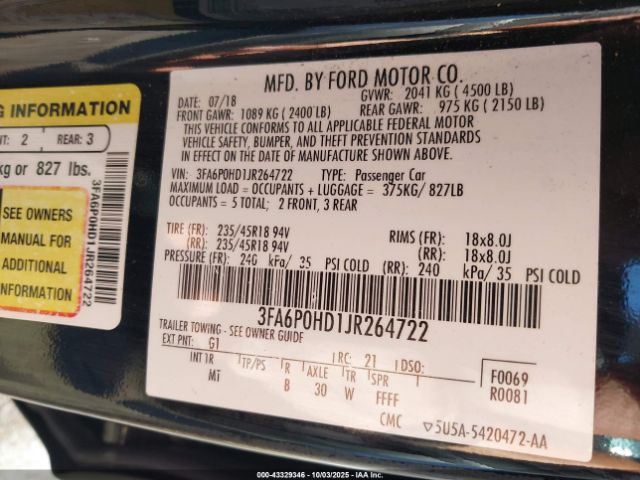 G INFORMATION
NT: 2 REAR: 3
kg or 827 lbs.
SEE OWNERS
MANUAL FOR
ADDITIONAL
INFORMATION
3FA6P0HD1JR264722
MFD. BY FORD MOTOR CO.
DATE: 07/18 GVWR: 2041 KG ( 4500 LB)
FRONT GAWR: 1089 KG ( 2400 LB) REAR GAWR: 975 KG ( 2150 LB)
THIS VEHICLE CONFORMS TO ALL APPLICABLE FEDERAL MOTOR
VEHICLE SAFETY, BUMPER, AND THEFT PREVENTION STANDARDS
IN EFFECT ON THE DATE OF MANUFACTURE SHOWN ABOVE.
VIN: 3FA6P0HD1JR264722 TYPE: Passenger Car
MAXIMUM LOAD = OCCUPANTS + LUGGAGE = 375KG/ 827LB
OCCUPANTS = 5 TOTAL; 2 FRONT, 3 REAR
TIRE (FR): 235/45R18 94V RIMS (FR): 18x8.0J
(RR): 235/45R18 94V (RR): 18x8.0J
PRESSURE (FR): 240 kPa/ 35 PSI COLD (RR): 240 kPa/ 35 PSI COLD
3FA6P0HD1JR264722
TRAILER TOWING - SEE OWNER GUIDE
EXT PNT: G1 RC: 21 DSO:
INT TR TP/PS R AXLE TR SPR F0069
MT B 30 W FFFF R0081
CMC ▽5U5A-5420472-AA
000-43329346 - 10/03/2025 - IAAI.com